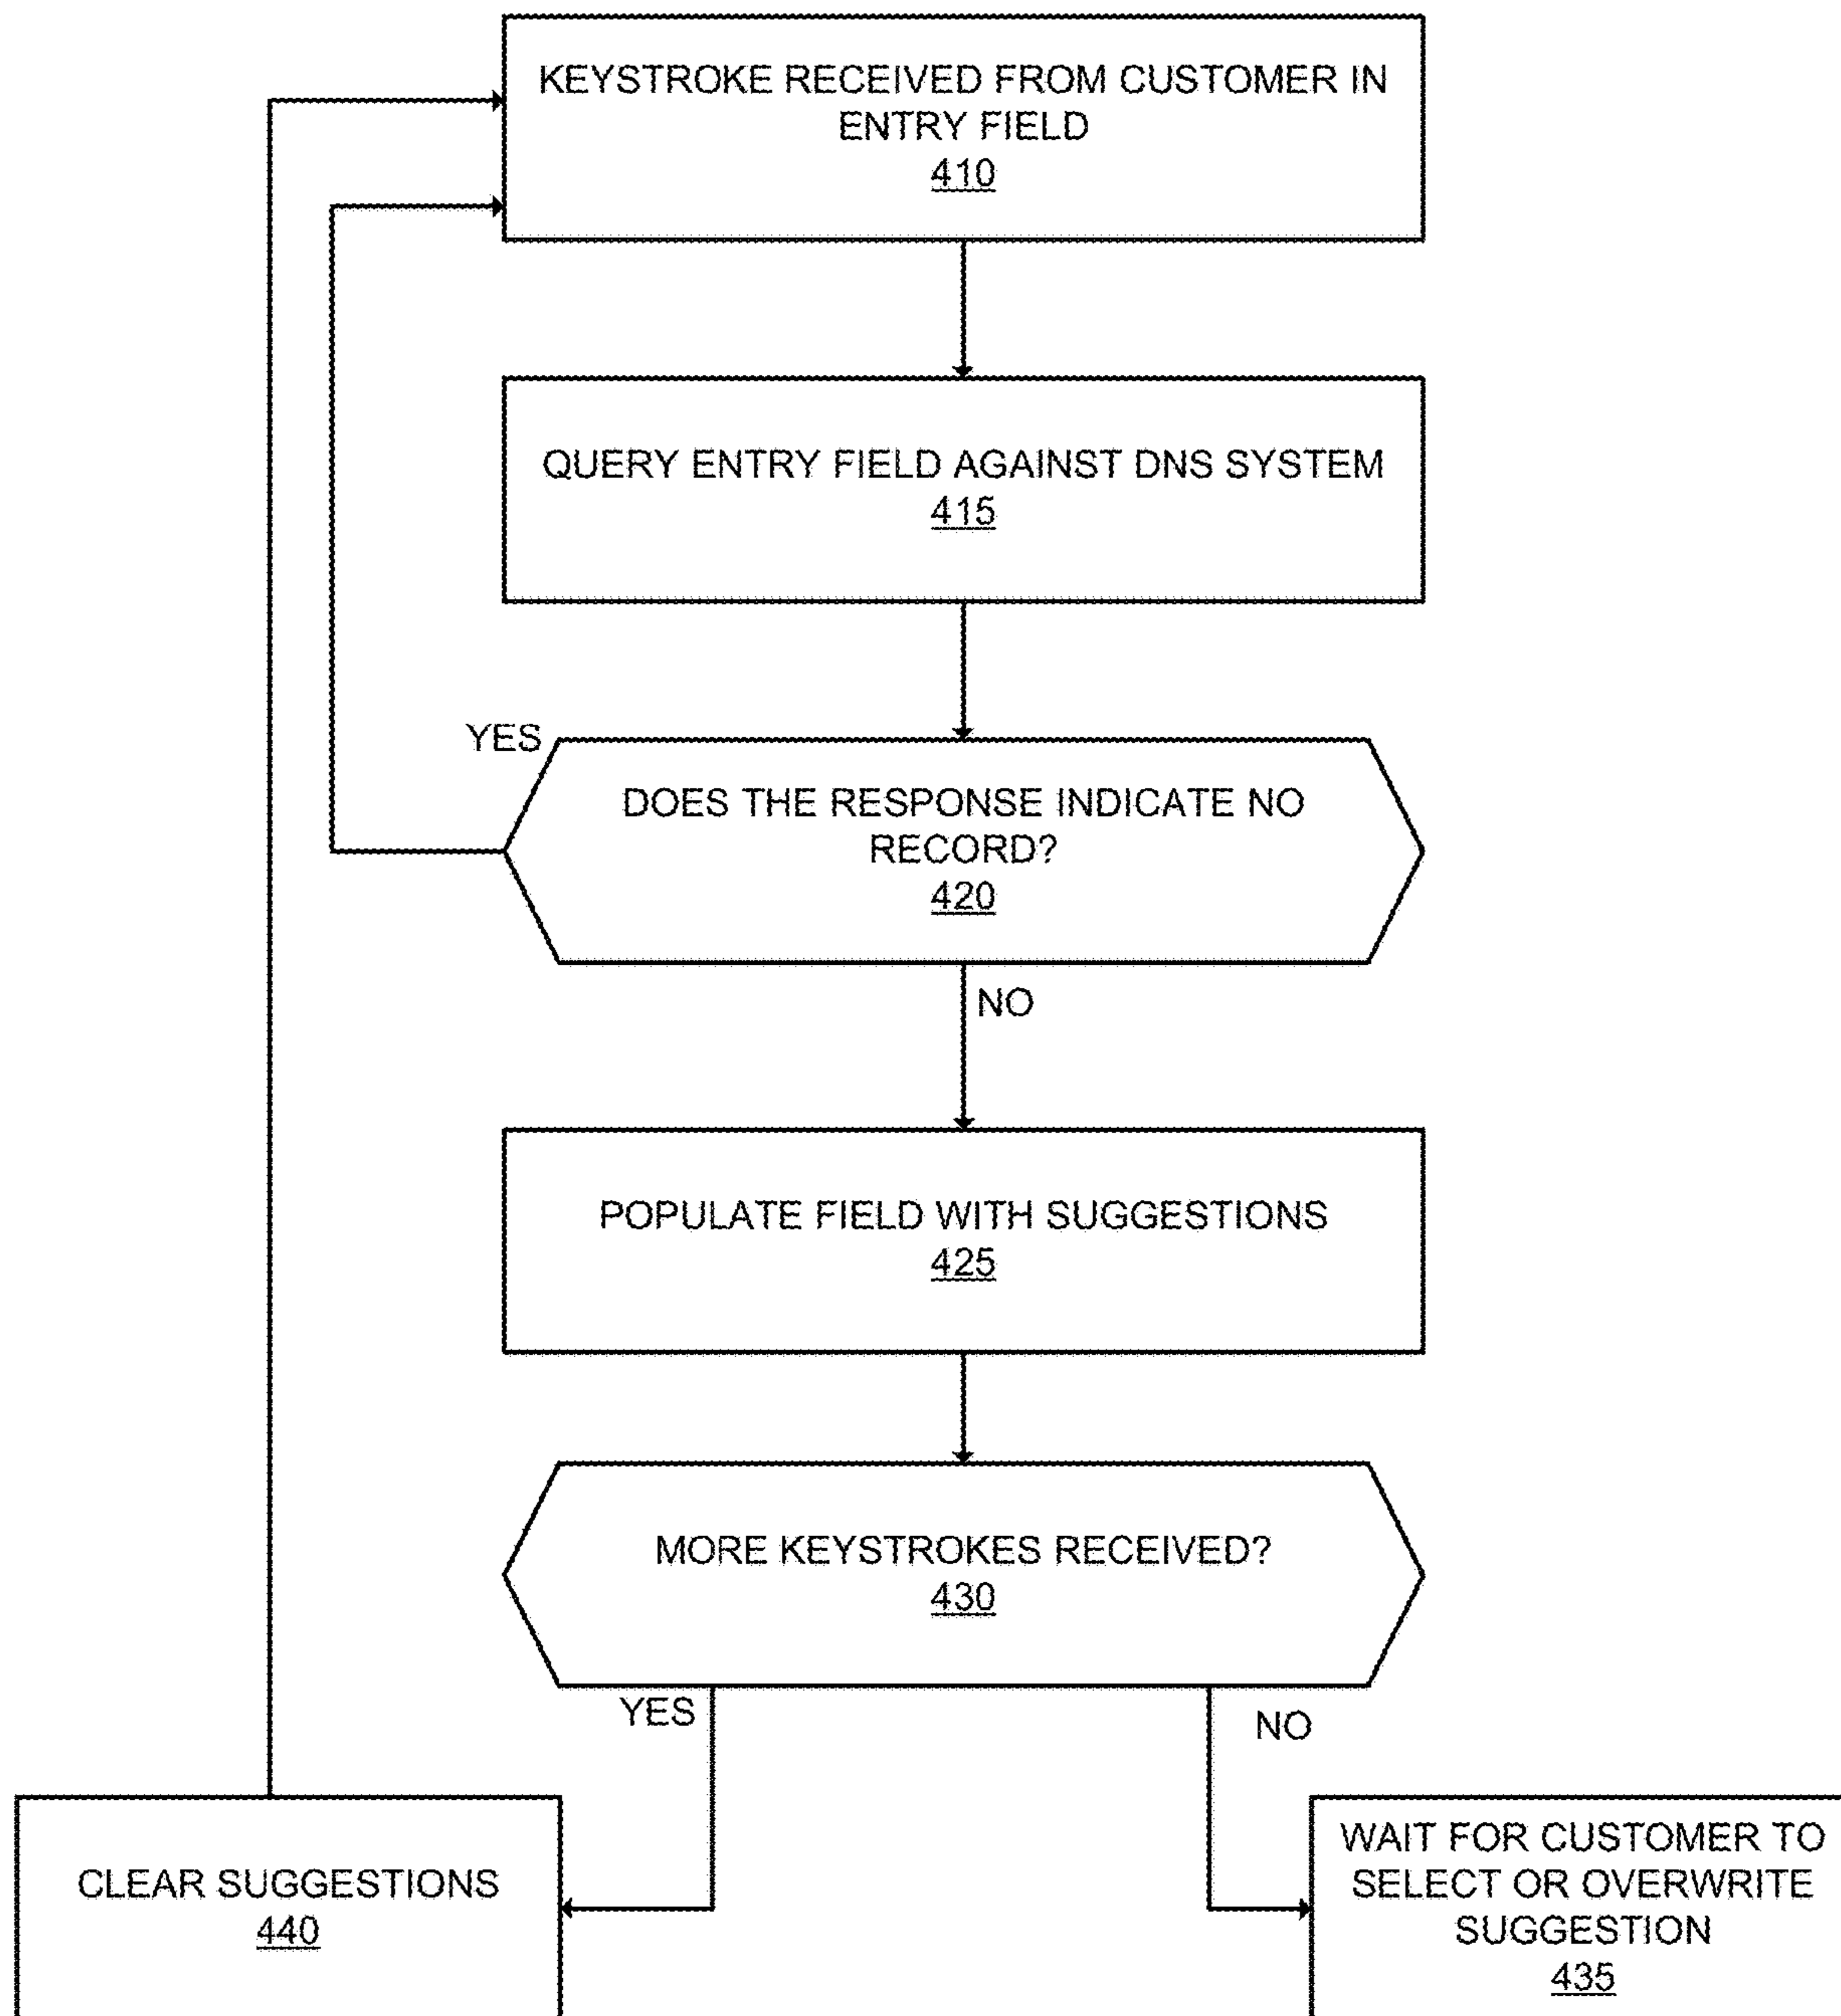 KEYSTROKE RECEIVED FROM CUSTOMER IN
ENTRY FIELD
410
QUERY ENTRY FIELD AGAINST DNS SYSTEM
415
YES
DOES THE RESPONSE INDICATE NO
RECORD?
420
NO
POPULATE FIELD WITH SUGGESTIONS
425
MORE KEYSTROKES RECEIVED?
430
YES
NO
CLEAR SUGGESTIONS
440
WAIT FOR CUSTOMER TO
SELECT OR OVERWRITE
SUGGESTION
435